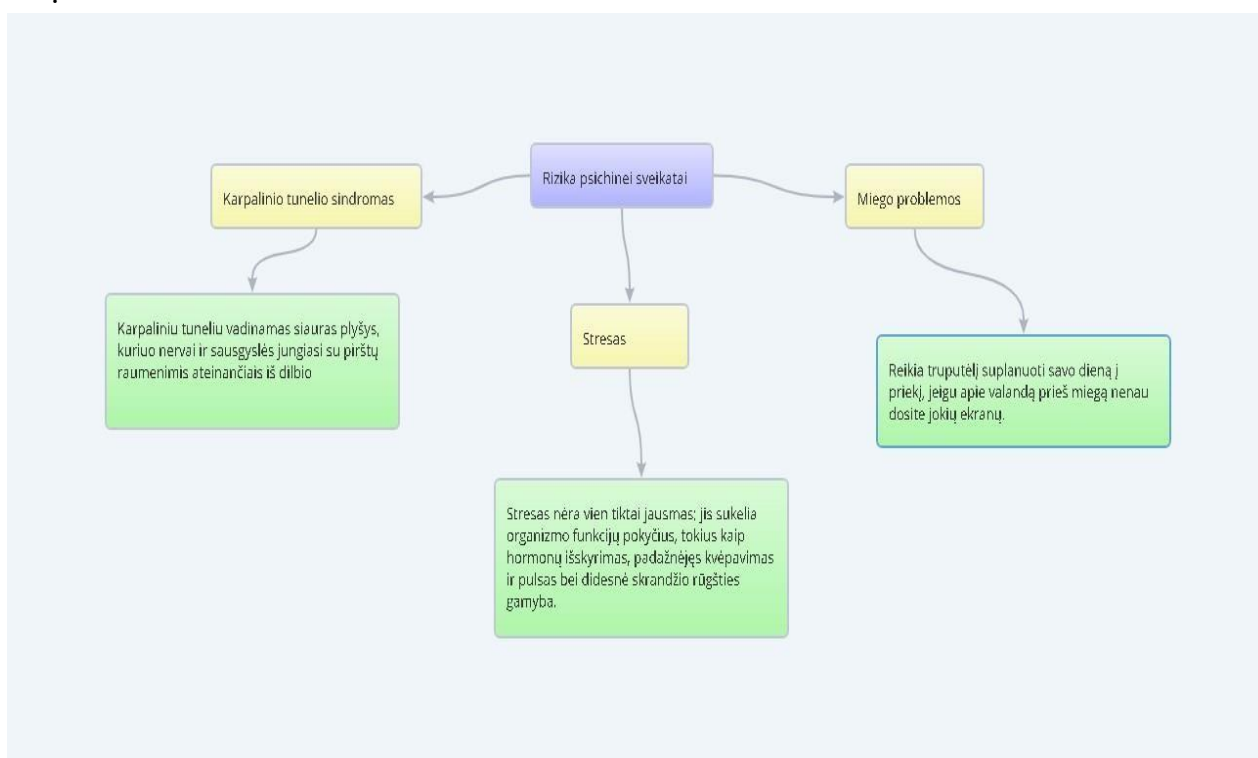 Rizika psichinei sveikatai
Karpalinio tunelio sindromas
Miego problemos
Karpaliniu tuneliu vadinamas siauras plyšys,
kuriuo nervai ir sausgyslės jungiasi su pirštų
raumenimis ateinančiais iš dilbio
Stresas
Reikia truputėlį suplanuoti savo dieną į
priekį, jeigu apie valandą prieš miegą nenau
dosite jokių ekranų.
Stresas nėra vien tiktai jausmas; jis sukelia
organizmo funkcijų pokyčius, tokius kaip
hormonų išskyrimas, padažnėjęs kvėpavimas
ir pulsas bei didesnė skrandžio rūgšties
gamyba.